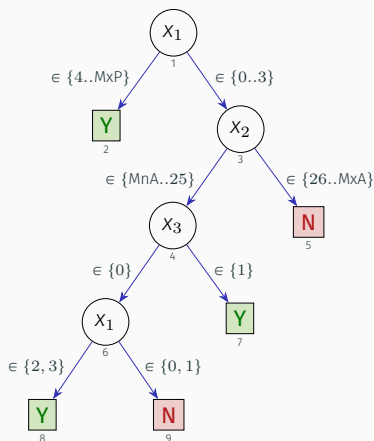 X₁
1
∈ {4..MxP}
∈ {0..3}
Y
2
X₂
3
∈ {MnA..25}
∈ {26..MxA}
X₃
4
N
5
∈ {0}
∈ {1}
X₁
6
Y
7
∈ {2, 3}
∈ {0, 1}
Y
8
N
9